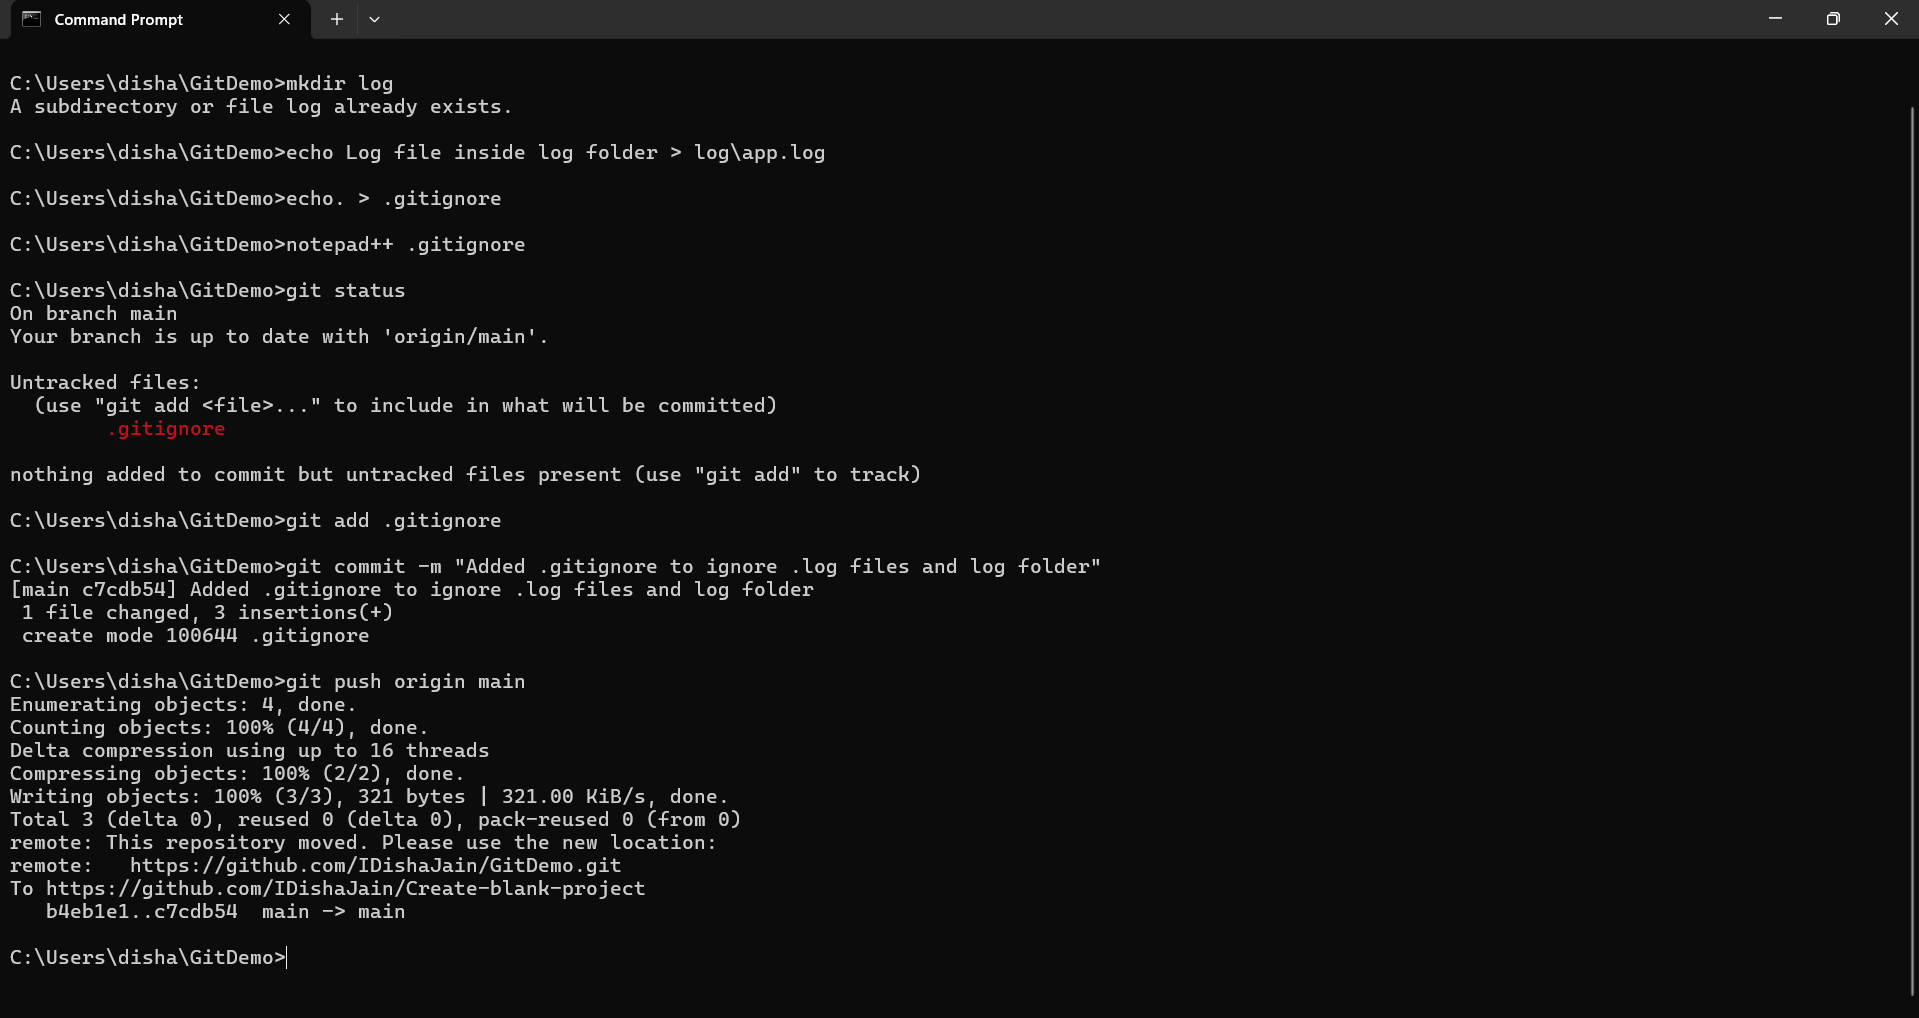 Command Prompt
C:\Users\disha\GitDemo>mkdir log
A subdirectory or file log already exists.
C:\Users\disha\GitDemo>echo Log file inside log folder > log\app.log
C:\Users\disha\GitDemo>echo. > .gitignore
C:\Users\disha\GitDemo>notepad++ .gitignore
C:\Users\disha\GitDemo>git status
On branch main
Your branch is up to date with 'origin/main'.
Untracked files:
  (use "git add <file>..." to include in what will be committed)
        .gitignore
nothing added to commit but untracked files present (use "git add" to track)
C:\Users\disha\GitDemo>git add .gitignore
C:\Users\disha\GitDemo>git commit -m "Added .gitignore to ignore .log files and log folder"
[main c7cdb54] Added .gitignore to ignore .log files and log folder
 1 file changed, 3 insertions(+)
 create mode 100644 .gitignore
C:\Users\disha\GitDemo>git push origin main
Enumerating objects: 4, done.
Counting objects: 100% (4/4), done.
Delta compression using up to 16 threads
Compressing objects: 100% (2/2), done.
Writing objects: 100% (3/3), 321 bytes | 321.00 KiB/s, done.
Total 3 (delta 0), reused 0 (delta 0), pack-reused 0 (from 0)
remote: This repository moved. Please use the new location:
remote:   https://github.com/IDishaJain/GitDemo.git
To https://github.com/IDishaJain/Create-blank-project
   b4eb1e1..c7cdb54  main -> main
C:\Users\disha\GitDemo>